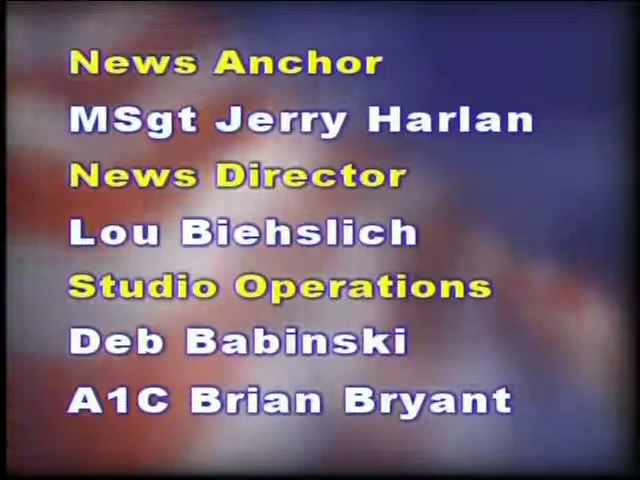 News Anchor
MSgt Jerry Harlan
News Director
Lou Biehslich
Studio Operations
Deb Babinski
A1C Brian Bryant